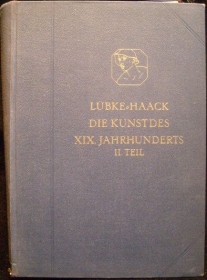 LÜBKE-HAACK
DIE KUNST DES
XIX. JAHRHUNDERTS
II. TEIL